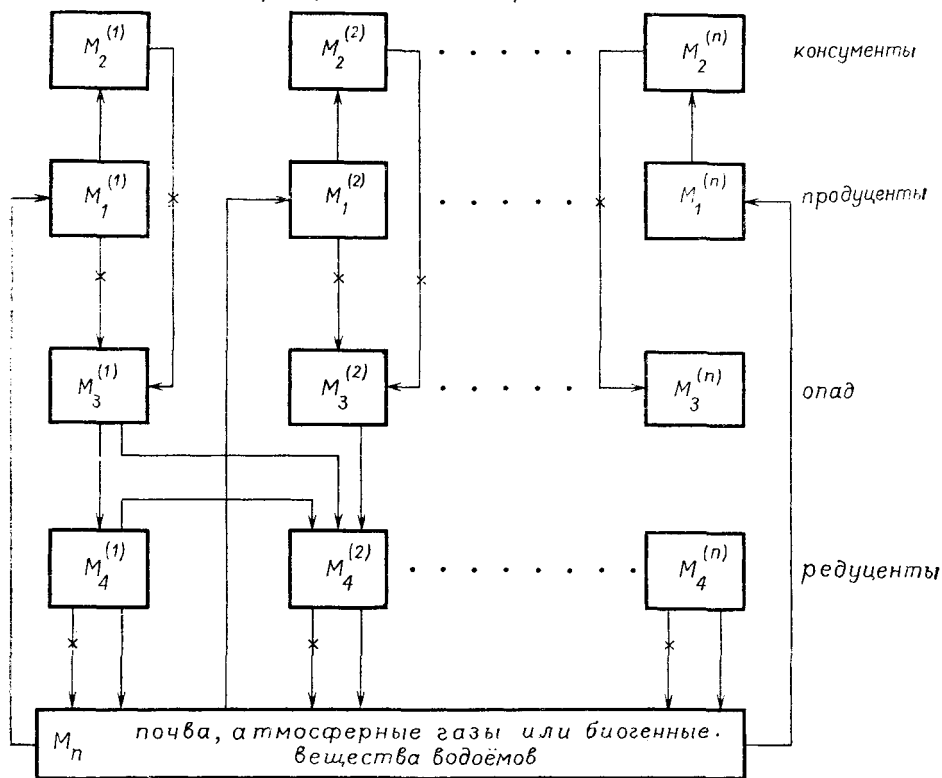 M₂⁽¹⁾ M₂⁽²⁾ . . . . . . M₂⁽ⁿ⁾ консументы
M₁⁽¹⁾ M₁⁽²⁾ . . . . . . M₁⁽ⁿ⁾ продуценты
M₃⁽¹⁾ M₃⁽²⁾ . . . . . . M₃⁽ⁿ⁾ опад
M₄⁽¹⁾ M₄⁽²⁾ . . . . . . . . . M₄⁽ⁿ⁾ редуценты
Mₙ почва, атмосферные газы или биогенные.
вещества водоёмов